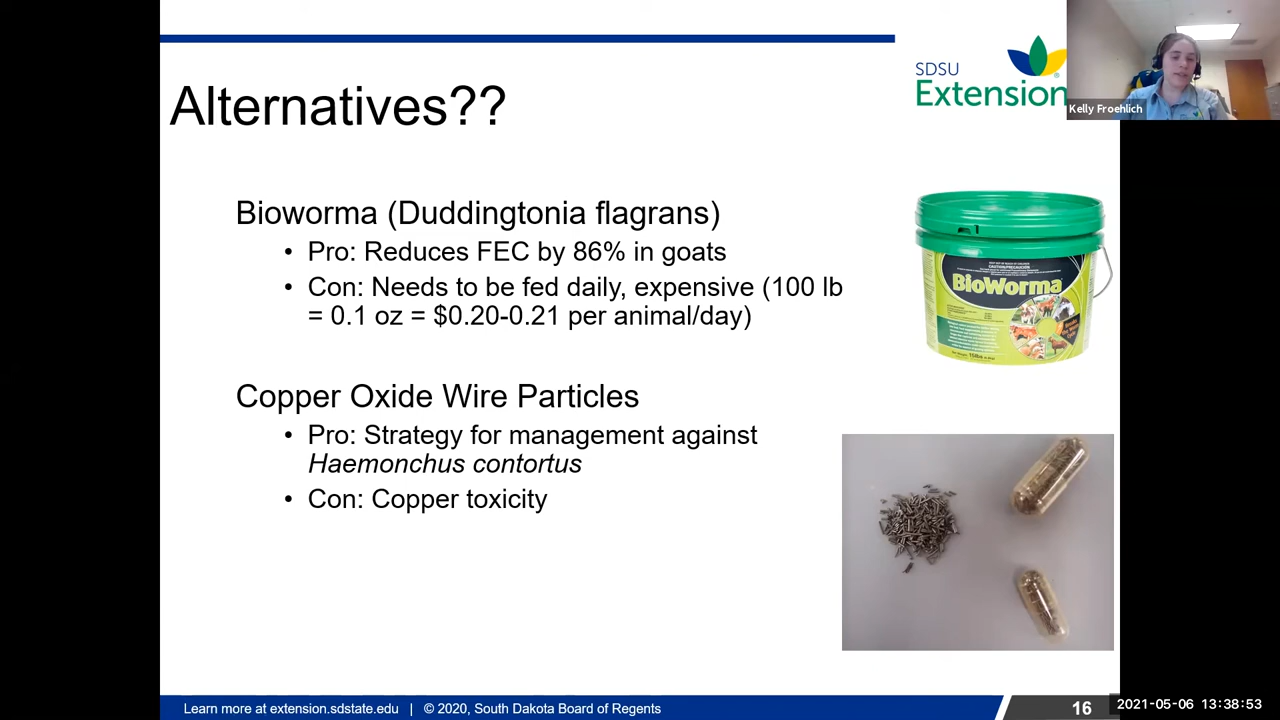 SDSU
Extension
Kelly Froehlich
Alternatives??
Bioworma (Duddingtonia flagrans)
• Pro: Reduces FEC by 86% in goats
• Con: Needs to be fed daily, expensive (100 lb
= 0.1 oz = $0.20-0.21 per animal/day)
BioWorma
Copper Oxide Wire Particles
• Pro: Strategy for management against
Haemonchus contortus
• Con: Copper toxicity
Learn more at extension.sdstate.edu | © 2020, South Dakota Board of Regents
16
2021-05-06 13:38:53